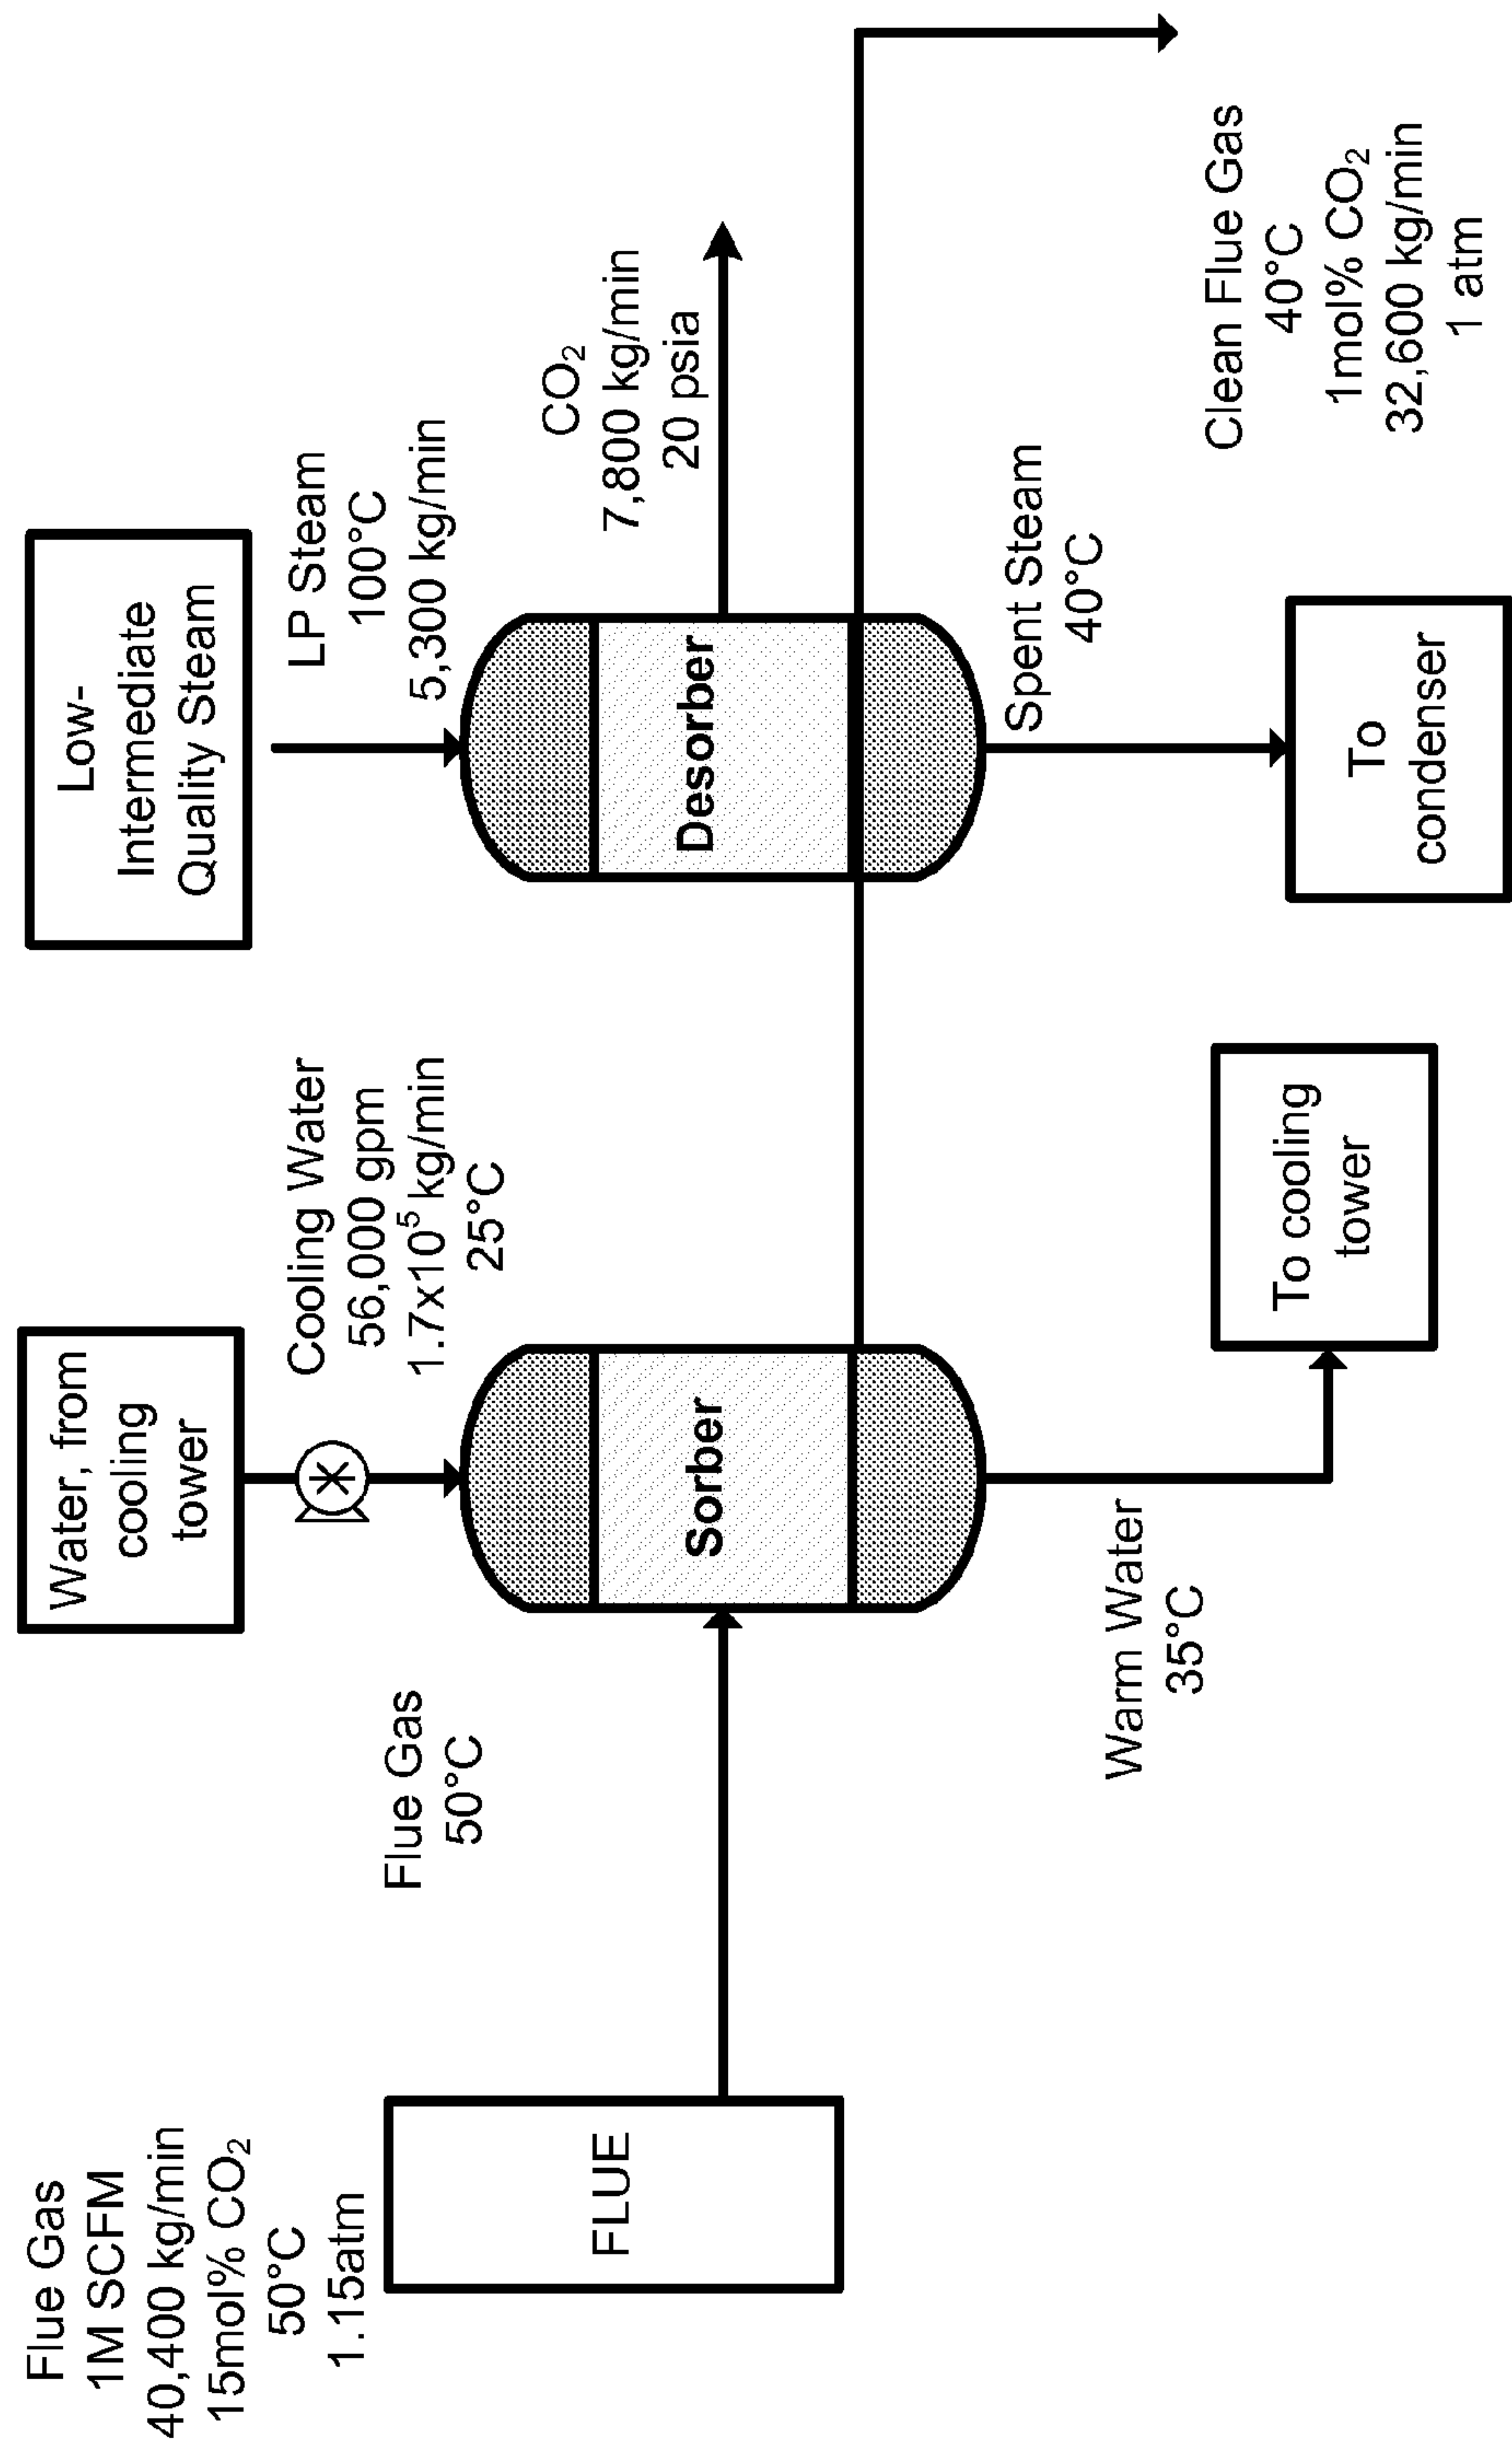 Flue Gas
1M SCFM
40,400 kg/min
15mol% CO₂
50°C
1.15atm
FLUE
Flue Gas
50°C
Water, from
cooling
tower
Cooling Water
56,000 gpm
1.7x10⁵ kg/min
25°C
Sorber
Warm Water
35°C
To cooling
tower
Low-
Intermediate
Quality Steam
LP Steam
100°C
5,300 kg/min
Desorber
CO₂
7,800 kg/min
20 psia
Spent Steam
40°C
To
condenser
Clean Flue Gas
40°C
1mol% CO₂
32,600 kg/min
1 atm